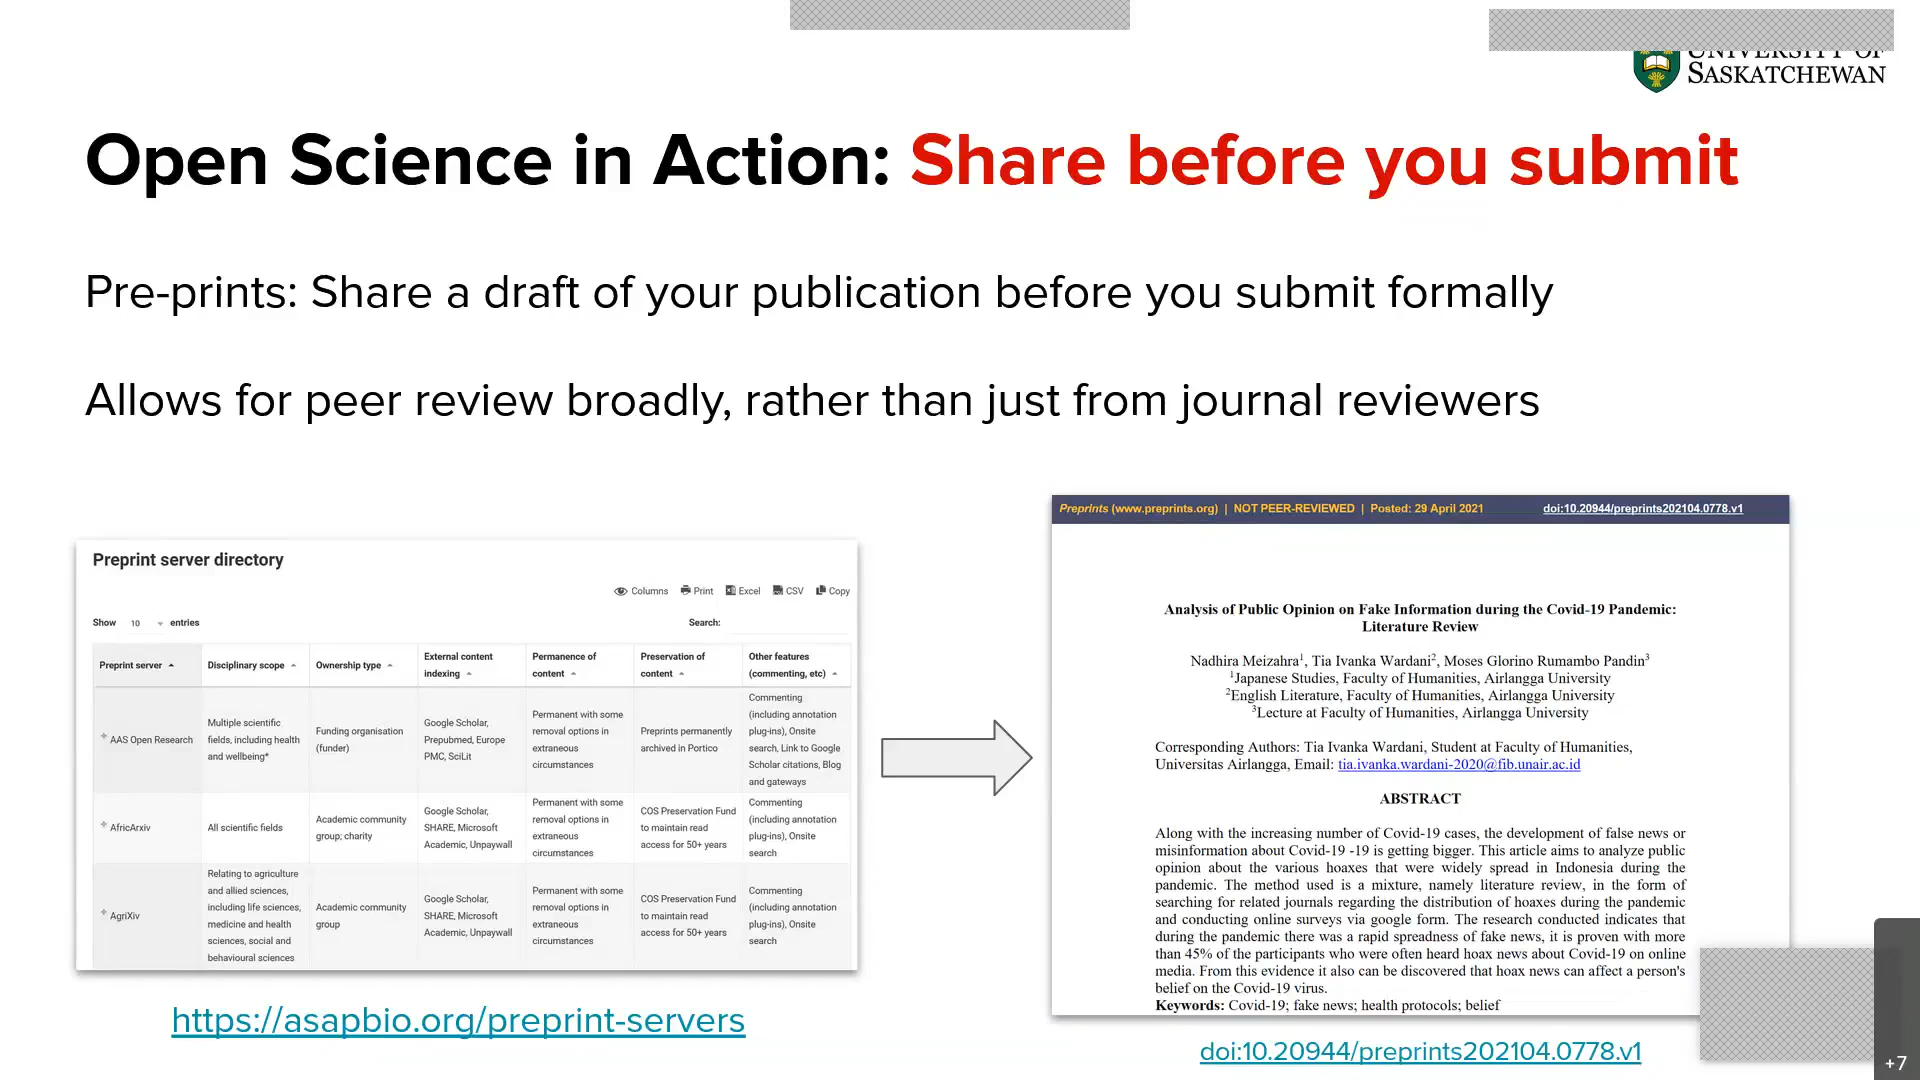 UNIVERSITY OF
SASKATCHEWAN
Open Science in Action: Share before you submit
Pre-prints: Share a draft of your publication before you submit formally
Allows for peer review broadly, rather than just from journal reviewers
Preprint server directory
Columns Print Excel CSV Copy
Show 10 entries Search:
Preprint server Disciplinary scope Ownership type External content indexing Permanence of content Preservation of content Other features (commenting, etc)
AAS Open Research
Multiple scientific
fields, including health
and wellbeing*
Funding organisation
(funder)
Google Scholar,
Prepubmed, Europe
PMC, SciLit
Permanent with some
removal options in
extraneous
circumstances
Preprints permanently
archived in Portico
Commenting
(including annotation
plug-ins), Onsite
search, Link to Google
Scholar citations, Blog
and gateways
AfricArxiv
All scientific fields
Academic community
group; charity
Google Scholar,
SHARE, Microsoft
Academic, Unpaywall
Permanent with some
removal options in
extraneous
circumstances
COS Preservation Fund
to maintain read
access for 50+ years
Commenting
(including annotation
plug-ins), Onsite
search
AgriXiv
Relating to agriculture
and allied sciences,
including life sciences,
medicine and health
sciences, social and
behavioural sciences
Academic community
group
Google Scholar,
SHARE, Microsoft
Academic, Unpaywall
Permanent with some
removal options in
extraneous
circumstances
COS Preservation Fund
to maintain read
access for 50+ years
Commenting
(including annotation
plug-ins), Onsite
search
https://asapbio.org/preprint-servers
Preprints (www.preprints.org) | NOT PEER-REVIEWED | Posted: 29 April 2021 doi:10.20944/preprints202104.0778.v1
Analysis of Public Opinion on Fake Information during the Covid-19 Pandemic:
Literature Review
Nadhira Meizahra1, Tia Ivanka Wardani2, Moses Glorino Rumambo Pandin3
1Japanese Studies, Faculty of Humanities, Airlangga University
2English Literature, Faculty of Humanities, Airlangga University
3Lecture at Faculty of Humanities, Airlangga University
Corresponding Authors: Tia Ivanka Wardani, Student at Faculty of Humanities,
Universitas Airlangga, Email: tia.ivanka.wardani-2020@fib.unair.ac.id
ABSTRACT
Along with the increasing number of Covid-19 cases, the development of false news or
misinformation about Covid-19 -19 is getting bigger. This article aims to analyze public
opinion about the various hoaxes that were widely spread in Indonesia during the
pandemic. The method used is a mixture, namely literature review, in the form of
searching for related journals regarding the distribution of hoaxes during the pandemic
and conducting online surveys via google form. The research conducted indicates that
during the pandemic there was a rapid spreadness of fake news, it is proven with more
than 45% of the participants who were often heard hoax news about Covid-19 on online
media. From this evidence it also can be discovered that hoax news can affect a person's
belief on the Covid-19 virus.
Keywords: Covid-19; fake news; health protocols; belief
doi:10.20944/preprints202104.0778.v1
+7